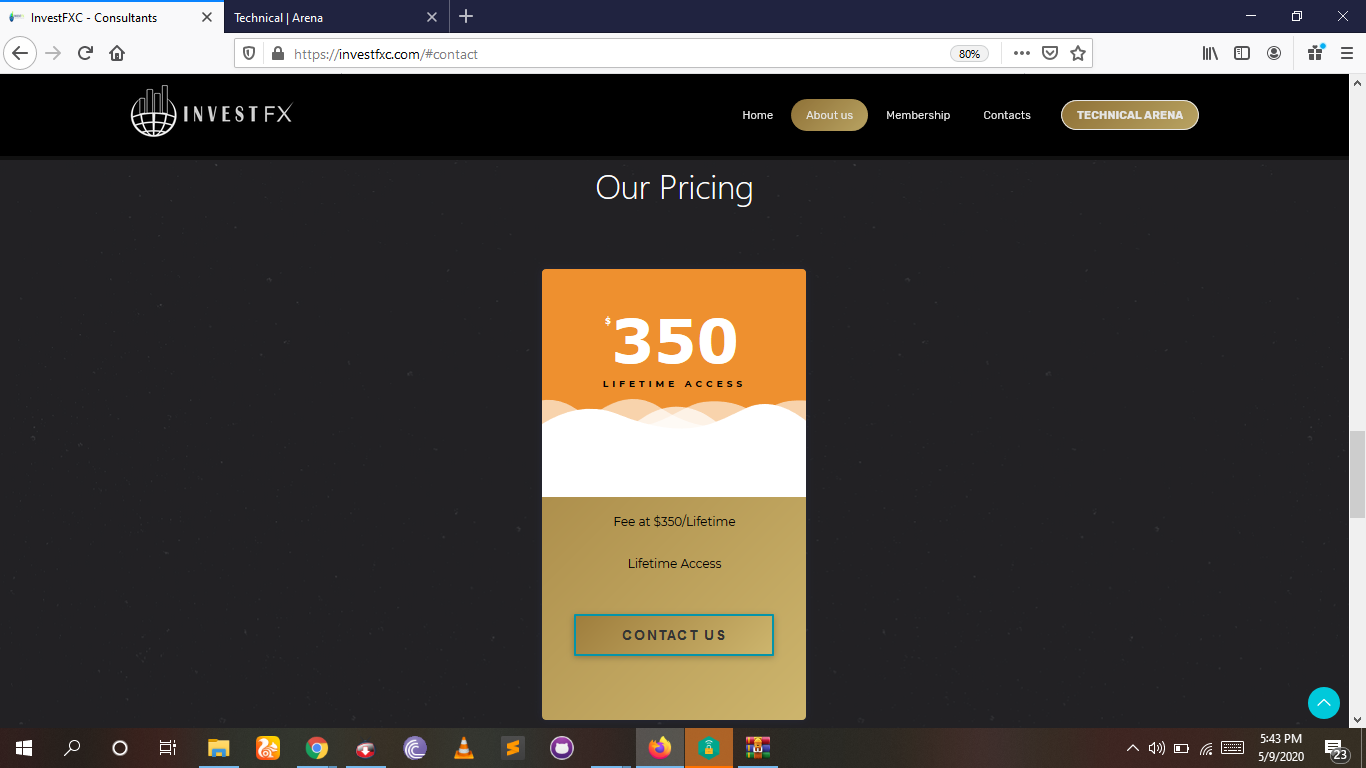 InvestFXC - Consultants
Technical | Arena
https://investfxc.com/#contact
80%
INVEST FX
Home
About us
Membership
Contacts
TECHNICAL ARENA
Our Pricing
$350
LIFETIME ACCESS
Fee at $350/Lifetime
Lifetime Access
CONTACT US
5:43 PM
5/9/2020
23